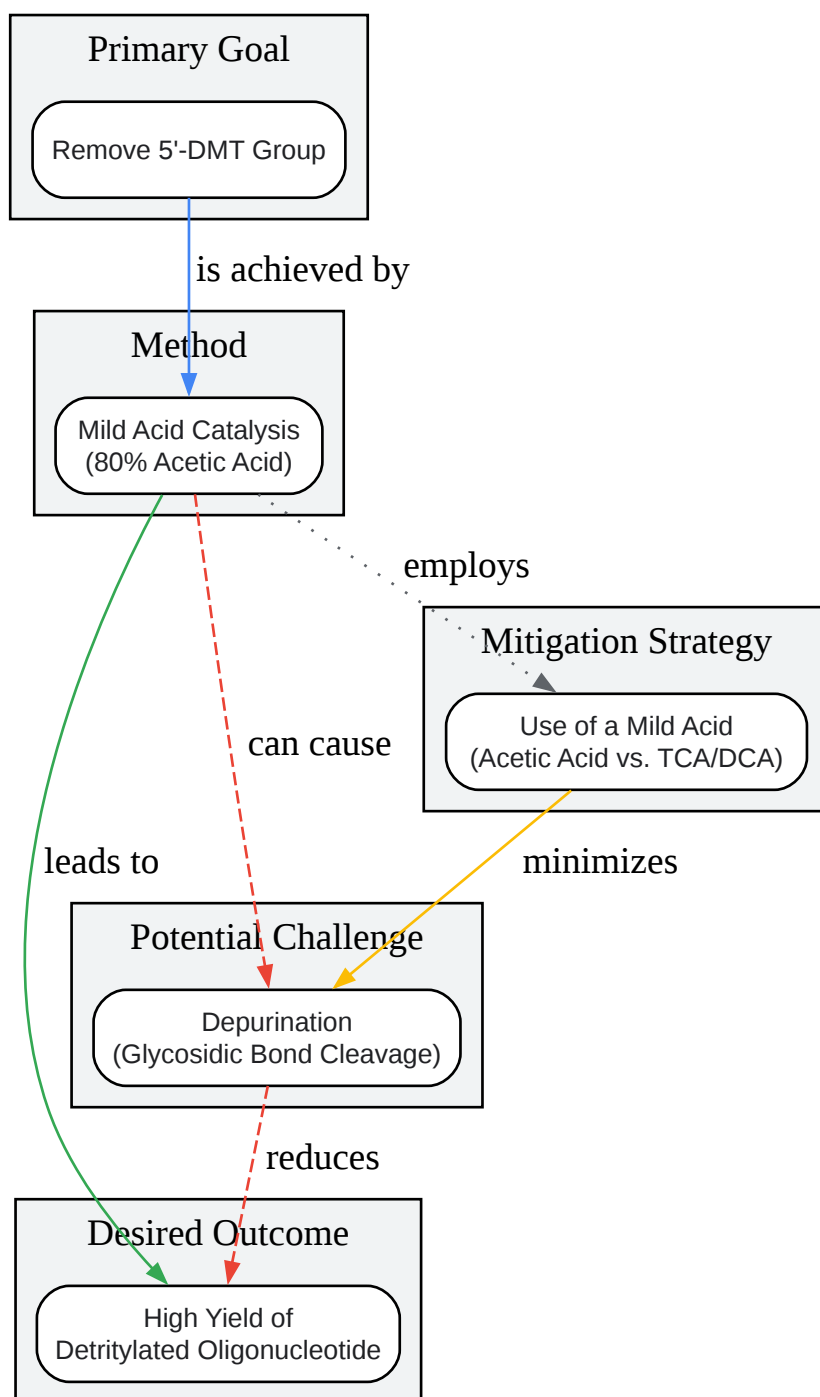 Primary Goal
Remove 5'-DMT Group
is achieved by
Method
Mild Acid Catalysis
(80% Acetic Acid)
employs
Mitigation Strategy
Use of a Mild Acid
(Acetic Acid vs. TCA/DCA)
can cause
leads to
minimizes
Potential Challenge
Depurination
(Glycosidic Bond Cleavage)
reduces
Desired Outcome
High Yield of
Detritylated Oligonucleotide